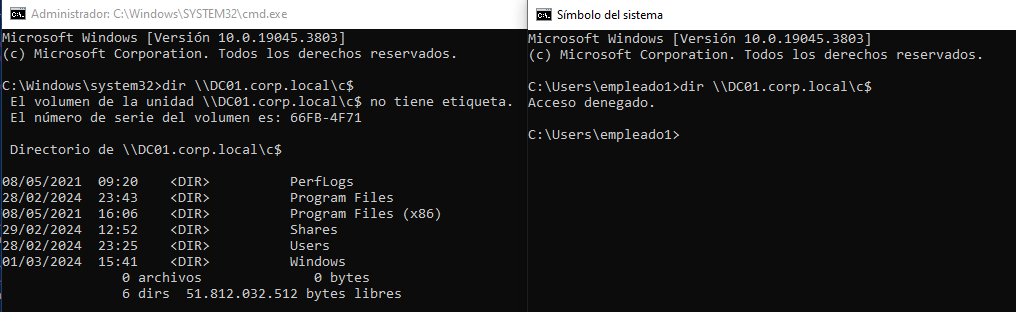 Administrador: C:\Windows\SYSTEM32\cmd.exe
Microsoft Windows [Versión 10.0.19045.3803]
(c) Microsoft Corporation. Todos los derechos reservados.
C:\Windows\system32>dir \\DC01.corp.local\c$
El volumen de la unidad \\DC01.corp.local\c$ no tiene etiqueta.
El número de serie del volumen es: 66FB-4F71
Directorio de \\DC01.corp.local\c$
08/05/2021  09:20    <DIR>          PerfLogs
28/02/2024  23:43    <DIR>          Program Files
08/05/2021  16:06    <DIR>          Program Files (x86)
29/02/2024  12:52    <DIR>          Shares
28/02/2024  23:25    <DIR>          Users
01/03/2024  15:41    <DIR>          Windows
0 archivos              0 bytes
6 dirs  51.812.032.512 bytes libres
Símbolo del sistema
Microsoft Windows [Versión 10.0.19045.3803]
(c) Microsoft Corporation. Todos los derechos reservados.
C:\Users\empleado1>dir \\DC01.corp.local\c$
Acceso denegado.
C:\Users\empleado1>